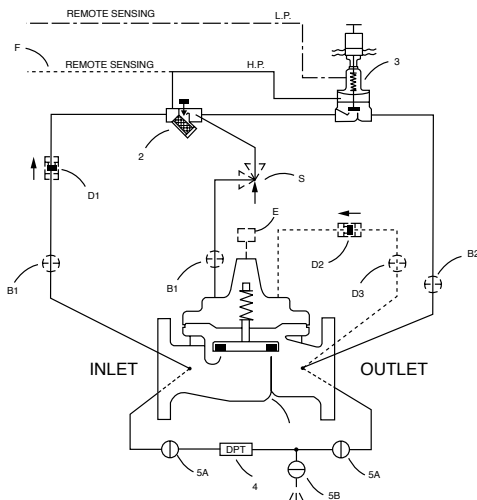 REMOTE SENSING L.P.
F REMOTE SENSING H.P.
3
2
D1
S
E
D2
B1
B1
D3
B2
INLET
OUTLET
DPT
5A
4
5B
5A